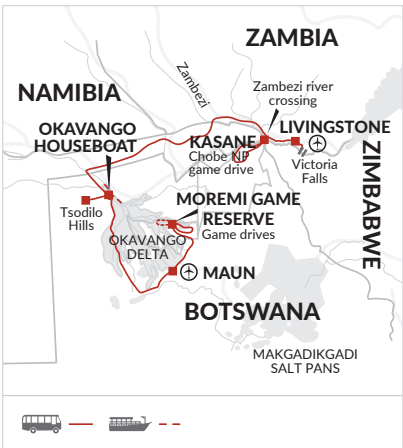 ZAMBIA
Zambezi
Zambezi river
crossing
NAMIBIA
OKAVANGO
HOUSEBOAT
KASANE
Chobe NP
game drive
LIVINGSTONE
Victoria
Falls
ZIMBABWE
MOREMI GAME
RESERVE
Game drives
Tsodilo
Hills
OKAVANGO
DELTA
MAUN
BOTSWANA
MAKGADIKGADI
SALT PANS